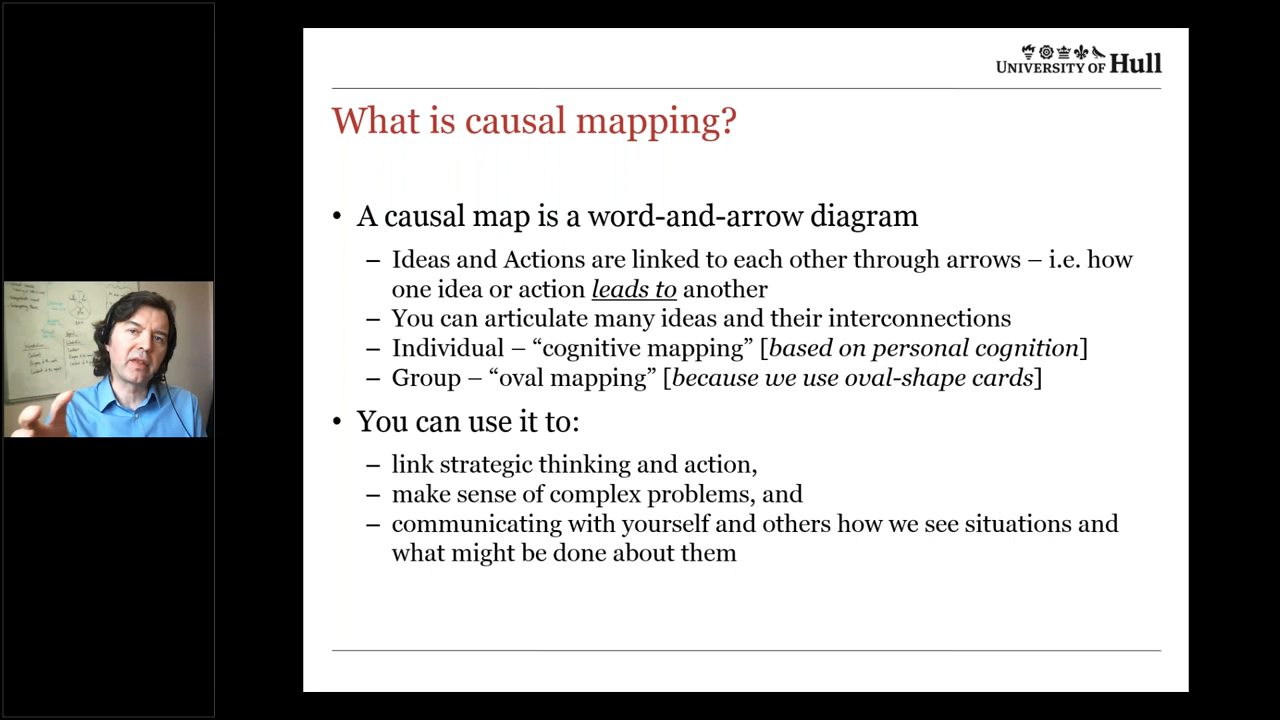 UNIVERSITY OF Hull
What is causal mapping?
• A causal map is a word-and-arrow diagram
– Ideas and Actions are linked to each other through arrows – i.e. how
one idea or action leads to another
– You can articulate many ideas and their interconnections
– Individual – “cognitive mapping” [based on personal cognition]
– Group – “oval mapping” [because we use oval-shape cards]
• You can use it to:
– link strategic thinking and action,
– make sense of complex problems, and
– communicating with yourself and others how we see situations and
what might be done about them